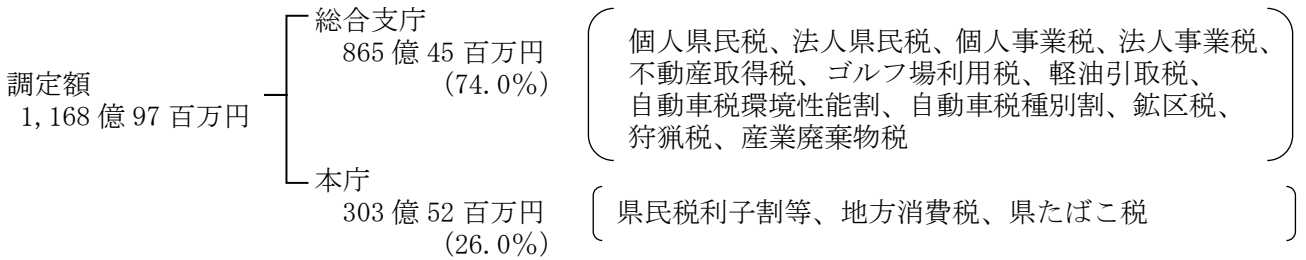 調定額
1,168 億 97 百万円
総合支庁
865 億 45 百万円
(74.0%)
個人県民税、法人県民税、個人事業税、法人事業税、
不動産取得税、ゴルフ場利用税、軽油引取税、
自動車税環境性能割、自動車税種別割、鉱区税、
狩猟税、産業廃棄物税
本庁
303 億 52 百万円
(26.0%)
県民税利子割等、地方消費税、県たばこ税